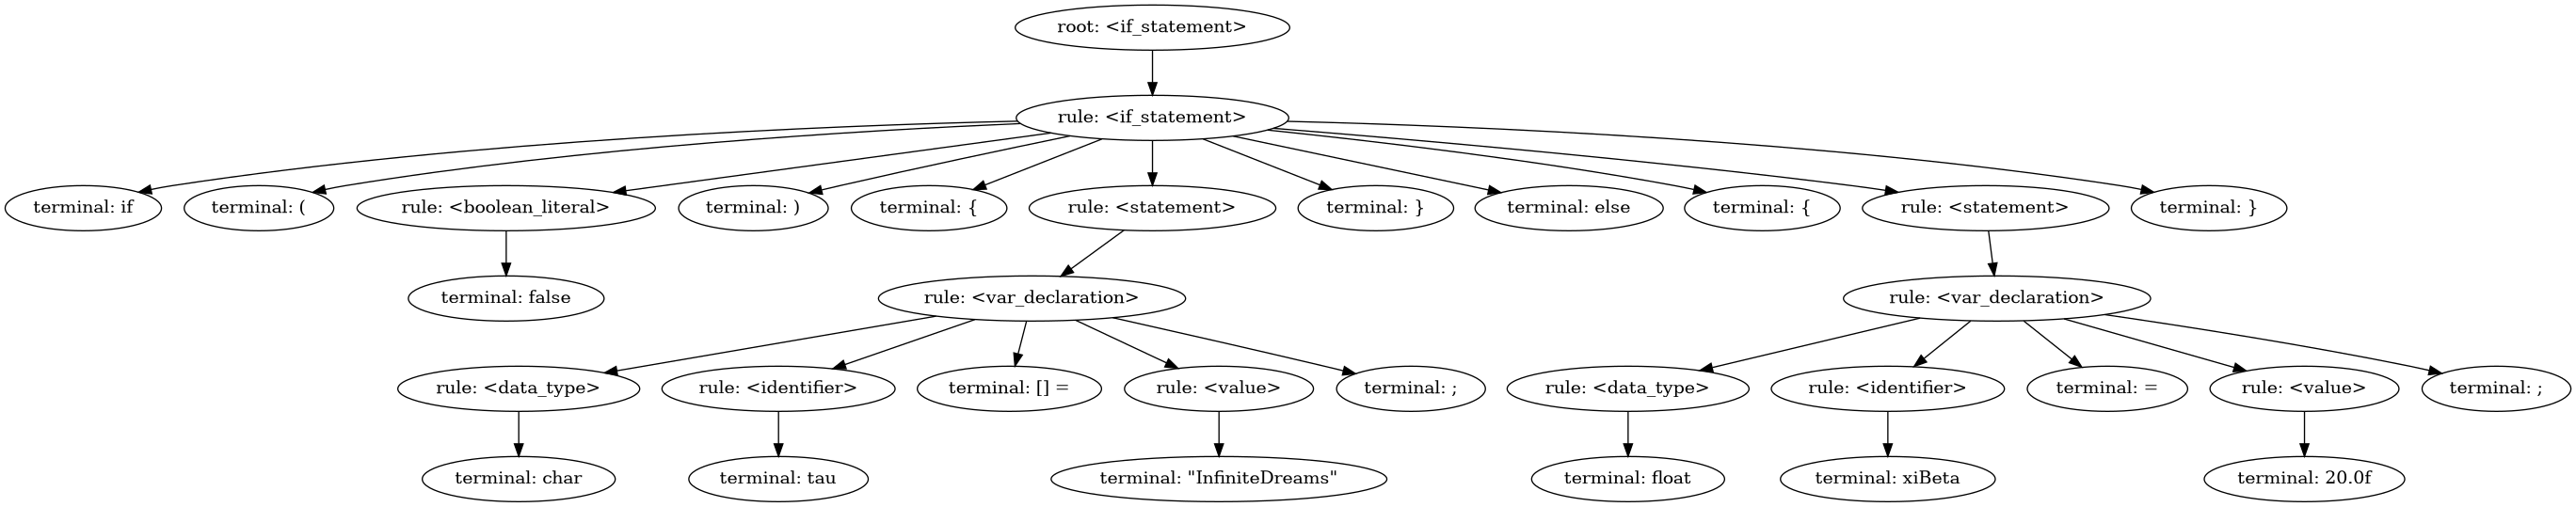 root: <if_statement>
rule: <if_statement>
terminal: if
terminal: (
rule: <boolean_literal>
terminal: )
terminal: {
rule: <statement>
terminal: }
terminal: else
terminal: {
rule: <statement>
terminal: }
terminal: false
rule: <var_declaration>
rule: <var_declaration>
rule: <data_type>
rule: <identifier>
terminal: [] =
rule: <value>
terminal: ;
rule: <data_type>
rule: <identifier>
terminal: =
rule: <value>
terminal: ;
terminal: char
terminal: tau
terminal: "InfiniteDreams"
terminal: float
terminal: xiBeta
terminal: 20.0f